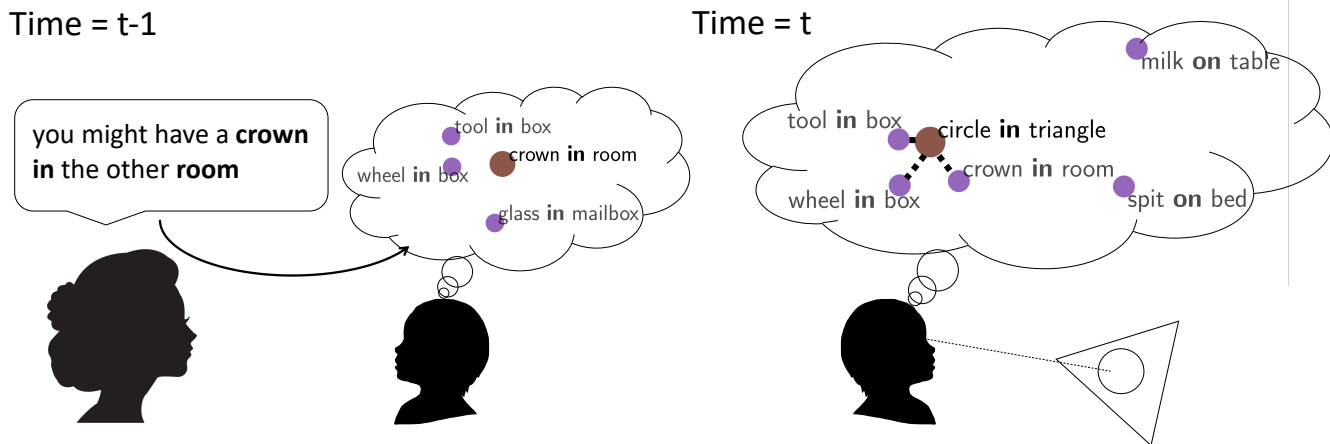 Time = t-1
you might have a crown
in the other room
tool in box
crown in room
wheel in box
glass in mailbox
Time = t
milk on table
tool in box
circle in triangle
crown in room
wheel in box
spit on bed